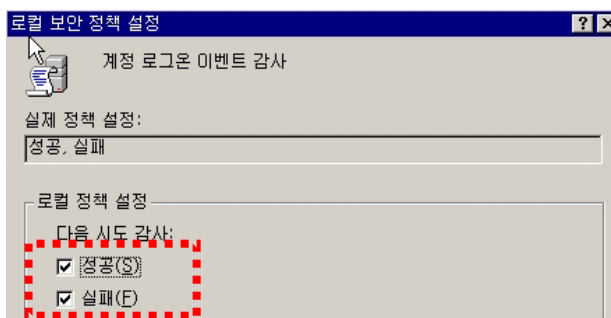 로컬 보안 정책 설정
계정 로그온 이벤트 감사
실제 정책 설정:
성공, 실패
로컬 정책 설정
다음 시도 감사:
성공(S)
실패(F)